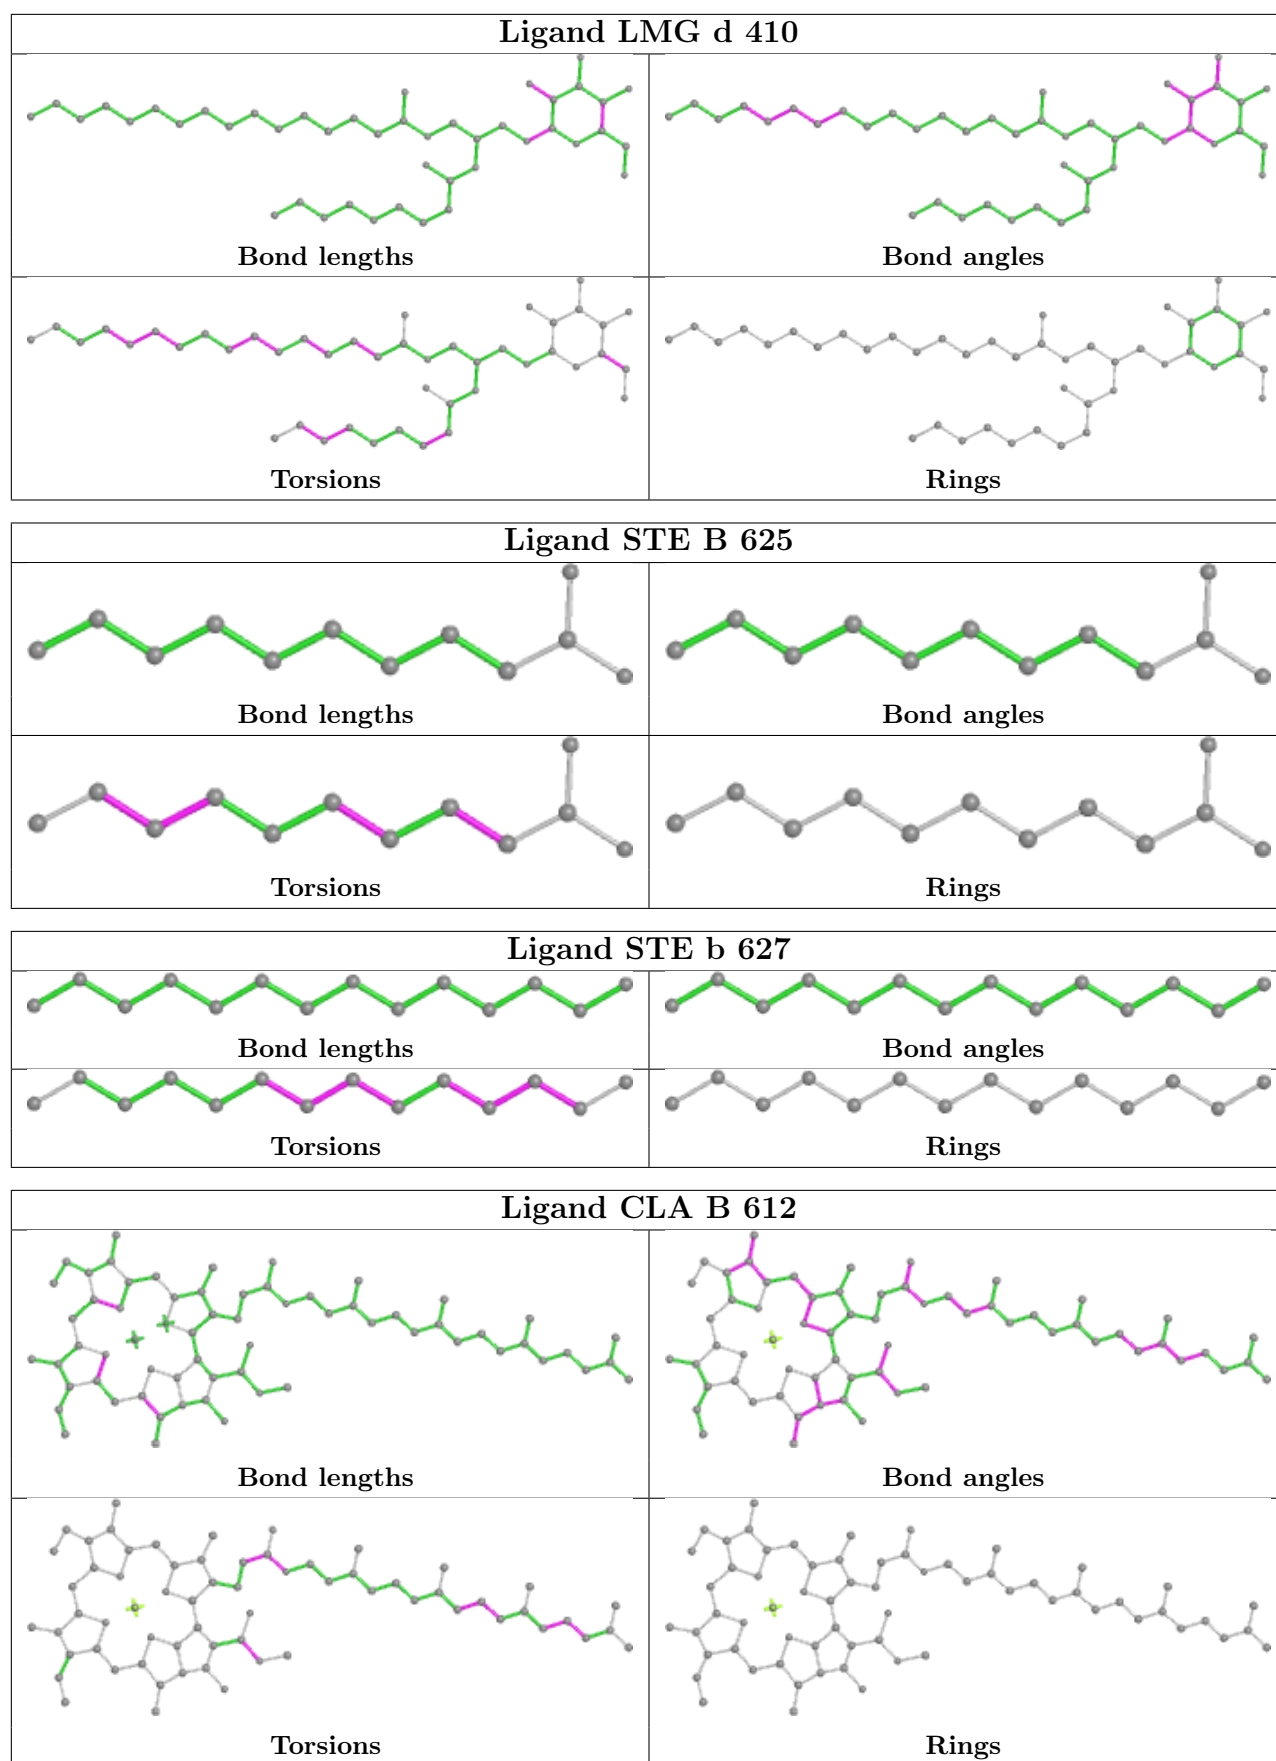 Ligand LMG d 410
Bond lengths
Bond angles
Torsions
Rings
Ligand STE B 625
Bond lengths
Bond angles
Torsions
Rings
Ligand STE b 627
Bond lengths
Bond angles
Torsions
Rings
Ligand CLA B 612
Bond lengths
Bond angles
Torsions
Rings